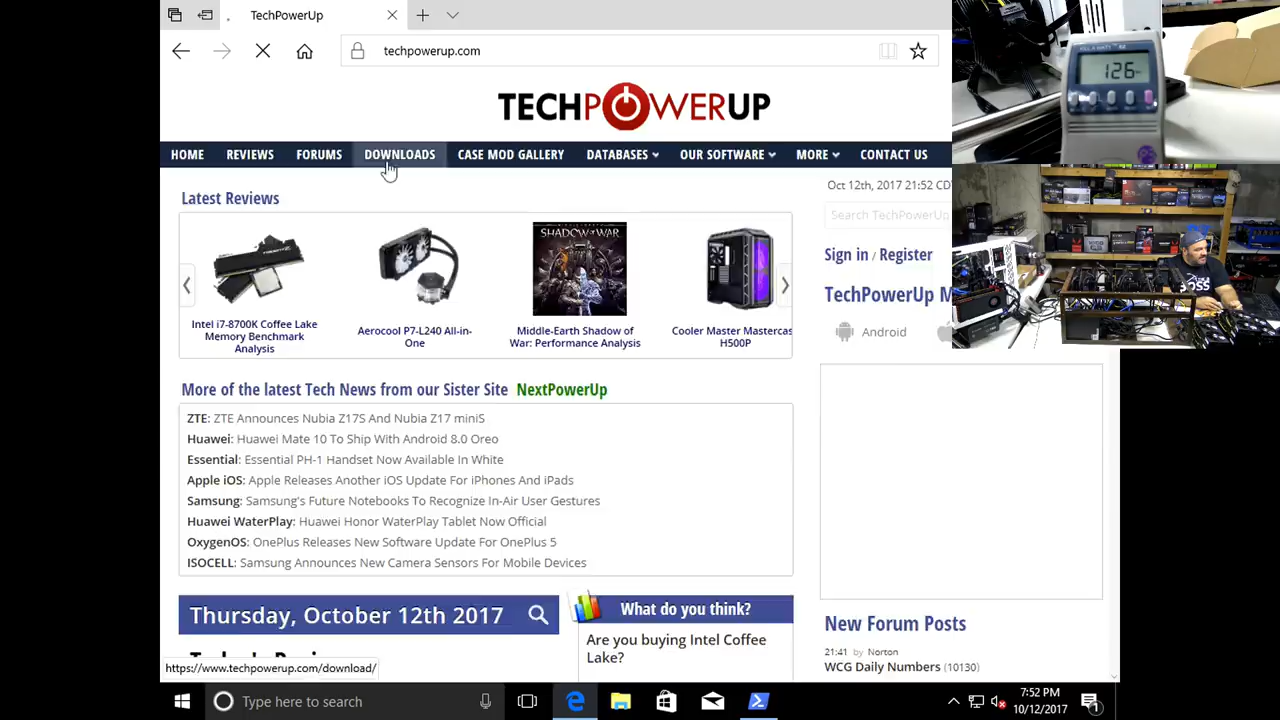 TechPowerUp
techpowerup.com
126
TECHPOWERUP
HOME REVIEWS FORUMS DOWNLOADS CASE MOD GALLERY DATABASES OUR SOFTWARE MORE CONTACT US
Latest Reviews
Oct 12th, 2017 21:52 CD
Search TechPowerUp
Sign in / Register
TechPowerUp M
Android
Intel i7-8700K Coffee Lake
Memory Benchmark
Analysis
Aerocool P7-L240 All-in-
One
SHADOW WAR
Middle-Earth Shadow of
War: Performance Analysis
Cooler Master Mastercas
H500P
More of the latest Tech News from our Sister Site NextPowerUp
ZTE: ZTE Announces Nubia Z17S And Nubia Z17 miniS
Huawei: Huawei Mate 10 To Ship With Android 8.0 Oreo
Essential: Essential PH-1 Handset Now Available In White
Apple iOS: Apple Releases Another iOS Update For iPhones And iPads
Samsung: Samsung's Future Notebooks To Recognize In-Air User Gestures
Huawei WaterPlay: Huawei Honor WaterPlay Tablet Now Official
OxygenOS: OnePlus Releases New Software Update For OnePlus 5
ISOCELL: Samsung Announces New Camera Sensors For Mobile Devices
Thursday, October 12th 2017
What do you think?
Are you buying Intel Coffee
Lake?
New Forum Posts
21:41 by Norton
WCG Daily Numbers (10130)
https://www.techpowerup.com/download/
Type here to search
7:52 PM
10/12/2017
1